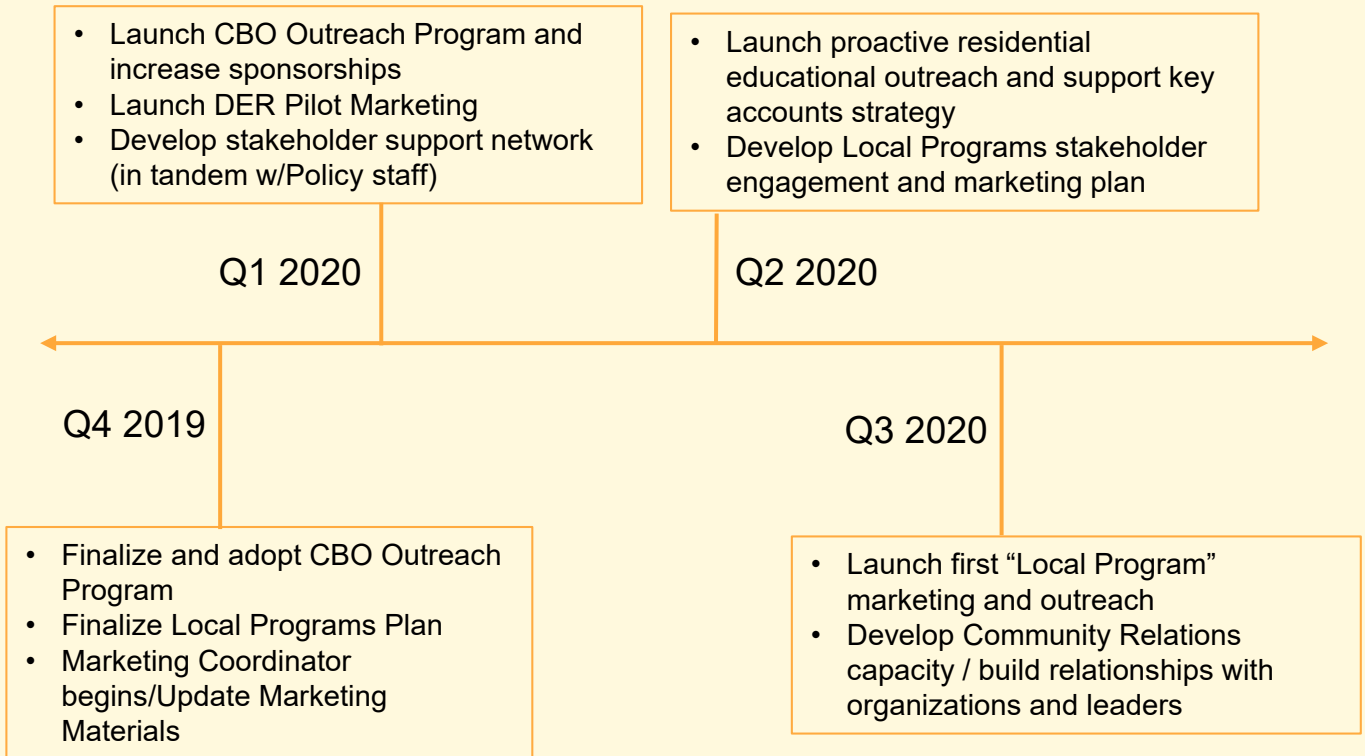 • Launch CBO Outreach Program and
increase sponsorships
• Launch DER Pilot Marketing
• Develop stakeholder support network
(in tandem w/Policy staff)
• Launch proactive residential
educational outreach and support key
accounts strategy
• Develop Local Programs stakeholder
engagement and marketing plan
Q1 2020
Q2 2020
Q4 2019
Q3 2020
• Finalize and adopt CBO Outreach
Program
• Finalize Local Programs Plan
• Marketing Coordinator
begins/Update Marketing
Materials
• Launch first “Local Program”
marketing and outreach
• Develop Community Relations
capacity / build relationships with
organizations and leaders